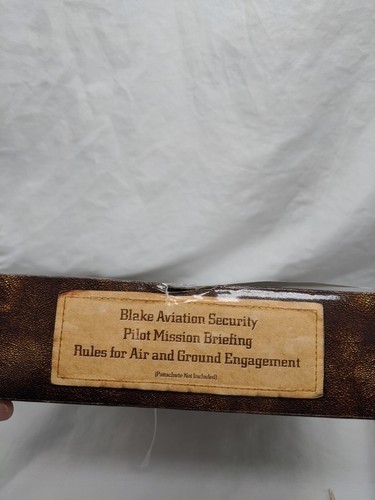 Blake Aviation Security
Pilot Mission Briefing
Rules for Air and Ground Engagement
(Parachute Not Included)